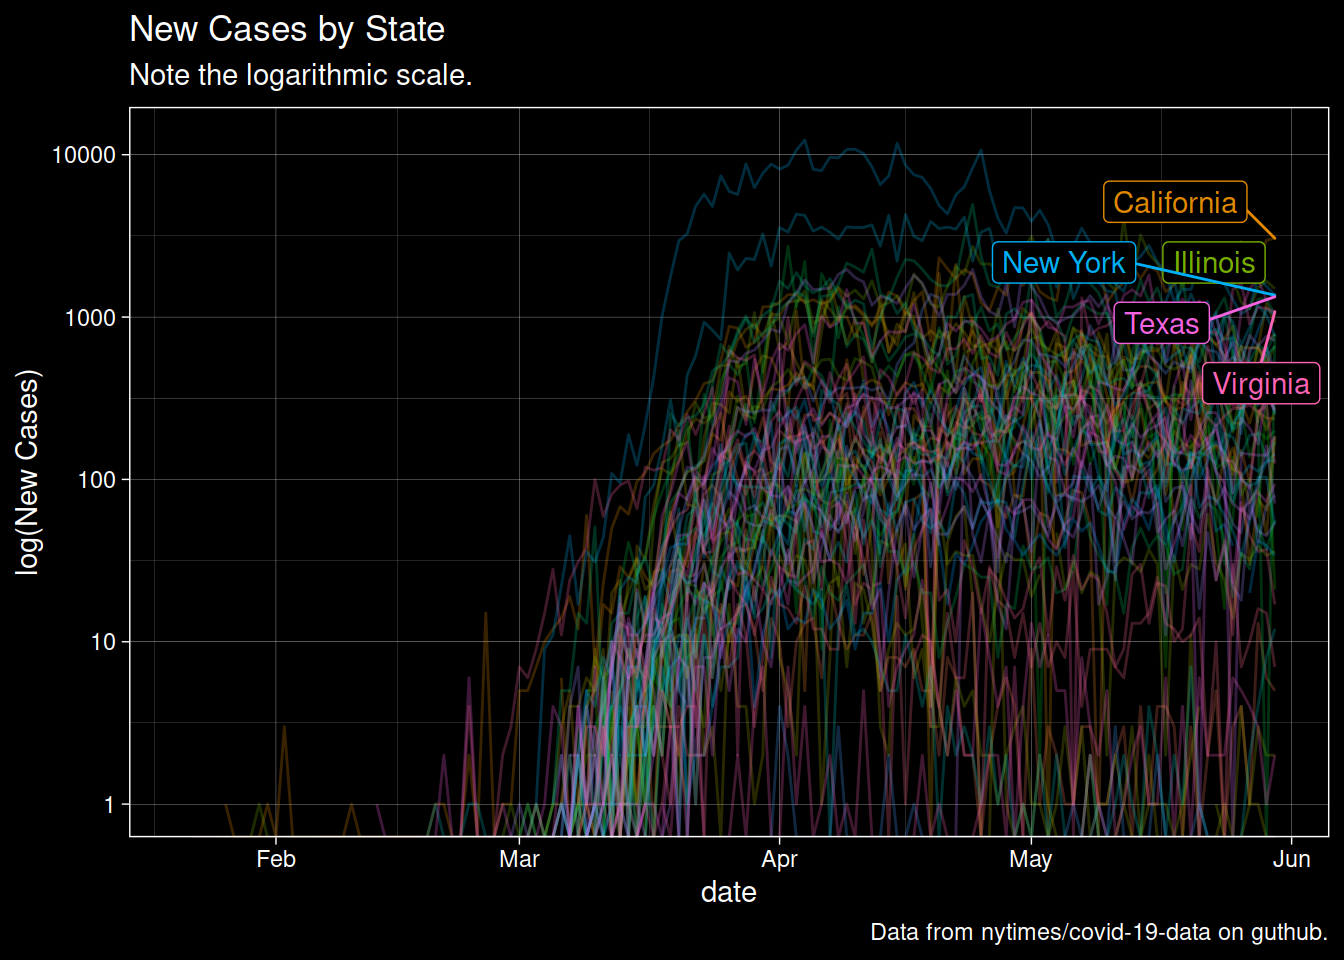 New Cases by State
Note the logarithmic scale.
10000
1000
100
10
1
log(New Cases)
California
New York
Illinois
Texas
Virginia
Feb
Mar
Apr
May
Jun
date
Data from nytimes/covid-19-data on guthub.